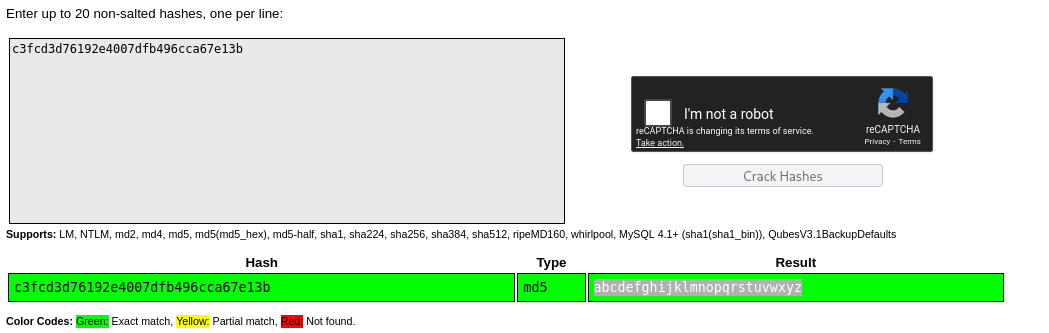 Enter up to 20 non-salted hashes, one per line:
c3fcd3d76192e4007dfb496cca67e13b
I'm not a robot
reCAPTCHA is changing its terms of service.
Take action.
reCAPTCHA
Privacy - Terms
Crack Hashes
Supports: LM, NTLM, md2, md4, md5, md5(md5_hex), md5-half, sha1, sha224, sha256, sha384, sha512, ripeMD160, whirlpool, MySQL 4.1+ (sha1(sha1_bin)), QubesV3.1BackupDefaults
Hash Type Result
c3fcd3d76192e4007dfb496cca67e13b md5 abcdefghijklmnopqrstuvwxyz
Color Codes: Green: Exact match, Yellow: Partial match, Red: Not found.